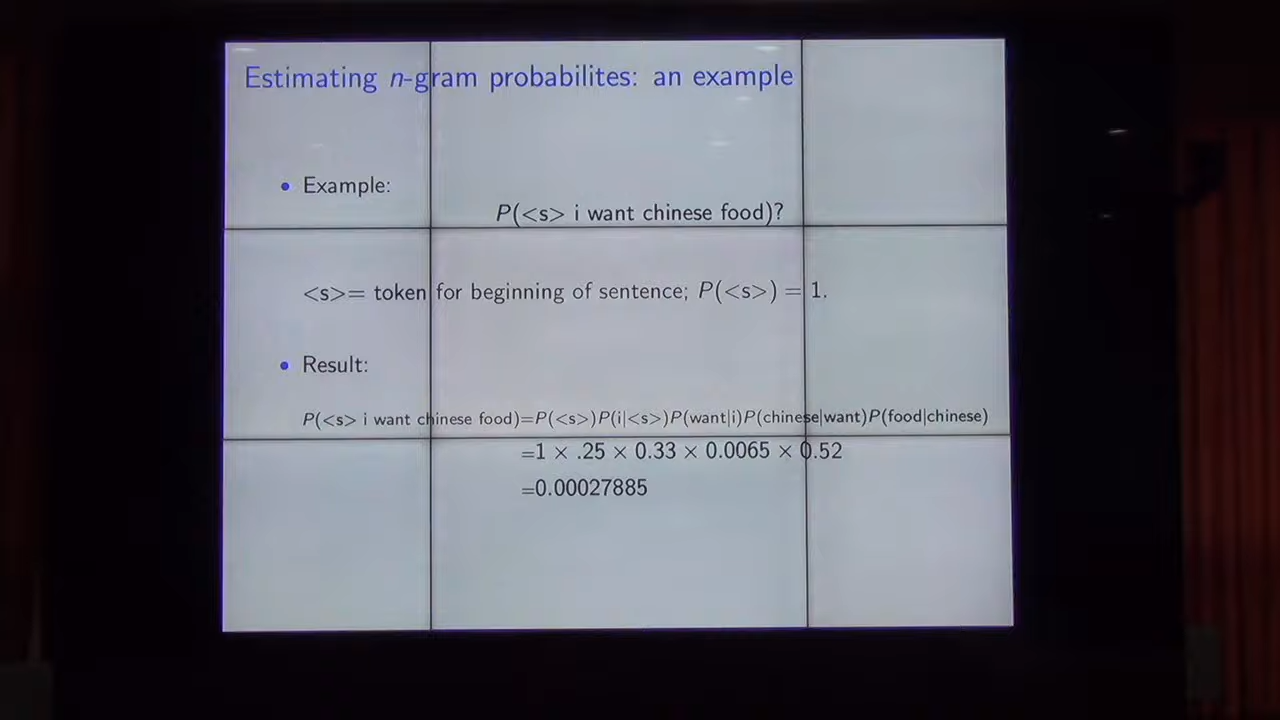 Estimating n-gram probabilites: an example
• Example:
P(<s> i want chinese food)?
<s>= token for beginning of sentence; P(<s>) = 1.
• Result:
P(<s> i want chinese food)=P(<s>)P(i|<s>)P(want|i)P(chinese|want)P(food|chinese)
=1 × .25 × 0.33 × 0.0065 × 0.52
=0.00027885